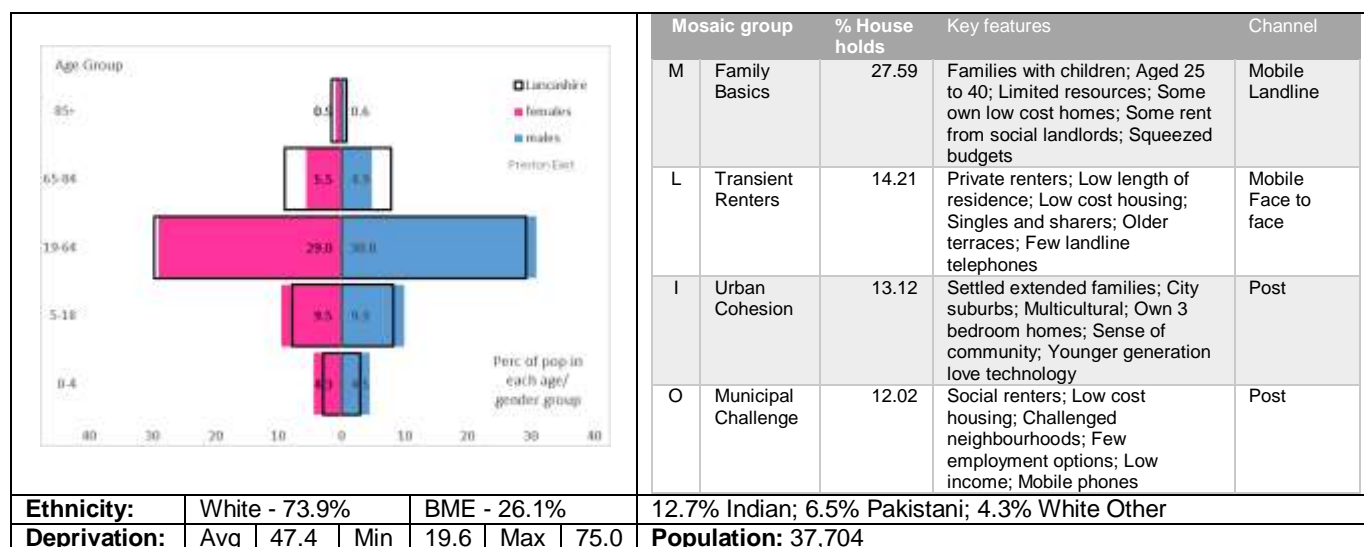 Age Group
Lancashire
females
males
Preston East
85+
0.5 0.6
65-84
5.5 4.9
19-64
29.0 30.8
5-18
9.5
0-4
4.3 4.5
Perc of pop in
each age/
gender group
40 30 20 10 0 10 20 30 40
Mosaic group % House
holds Key features Channel
M Family
Basics 27.59 Families with children; Aged 25
to 40; Limited resources; Some
own low cost homes; Some rent
from social landlords; Squeezed
budgets Mobile
Landline
L Transient
Renters 14.21 Private renters; Low length of
residence; Low cost housing;
Singles and sharers; Older
terraces; Few landline
telephones Mobile
Face to
face
I Urban
Cohesion 13.12 Settled extended families; City
suburbs; Multicultural; Own 3
bedroom homes; Sense of
community; Younger generation
love technology Post
O Municipal
Challenge 12.02 Social renters; Low cost
housing; Challenged
neighbourhoods; Few
employment options; Low
income; Mobile phones Post
Ethnicity: White - 73.9% BME - 26.1% 12.7% Indian; 6.5% Pakistani; 4.3% White Other
Deprivation: Avg 47.4 Min 19.6 Max 75.0 Population: 37,704